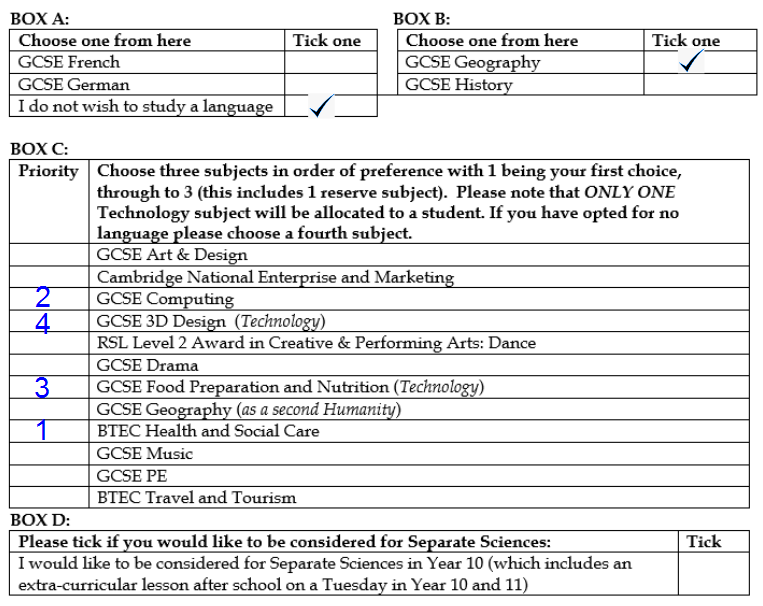 BOX A: BOX B:
Choose one from here Tick one Choose one from here Tick one
GCSE French GCSE Geography
GCSE German GCSE History
I do not wish to study a language
BOX C:
Priority Choose three subjects in order of preference with 1 being your first choice,
through to 3 (this includes 1 reserve subject). Please note that ONLY ONE
Technology subject will be allocated to a student. If you have opted for no
language please choose a fourth subject.
GCSE Art & Design
Cambridge National Enterprise and Marketing
2 GCSE Computing
4 GCSE 3D Design (Technology)
RSL Level 2 Award in Creative & Performing Arts: Dance
GCSE Drama
3 GCSE Food Preparation and Nutrition (Technology)
GCSE Geography (as a second Humanity)
1 BTEC Health and Social Care
GCSE Music
GCSE PE
BTEC Travel and Tourism
BOX D:
Please tick if you would like to be considered for Separate Sciences: Tick
I would like to be considered for Separate Sciences in Year 10 (which includes an
extra-curricular lesson after school on a Tuesday in Year 10 and 11)